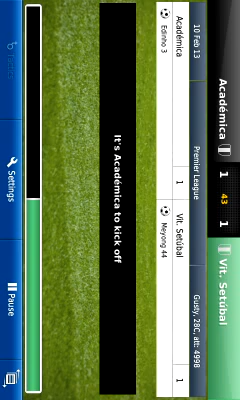 Académica 1 43 1 Vit. Setúbal
10 Feb 13 Premier League Gusty, 28C, att: 4998
Académica 1 Vit. Setúbal 1
Edinho 3 Meyong 44
It's Académica to kick off
Tactics Settings Pause